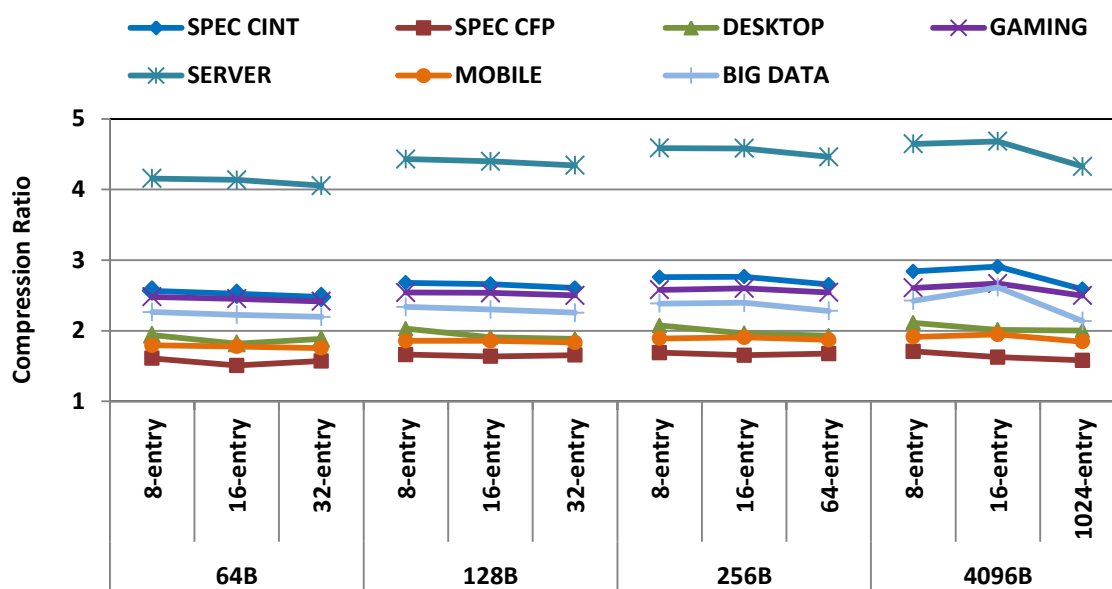 SPEC CINT SPEC CFP DESKTOP GAMING
SERVER MOBILE BIG DATA
Compression Ratio
5
4
3
2
1
8-entry
16-entry
32-entry
8-entry
16-entry
32-entry
8-entry
16-entry
64-entry
8-entry
16-entry
1024-entry
64B 128B 256B 4096B